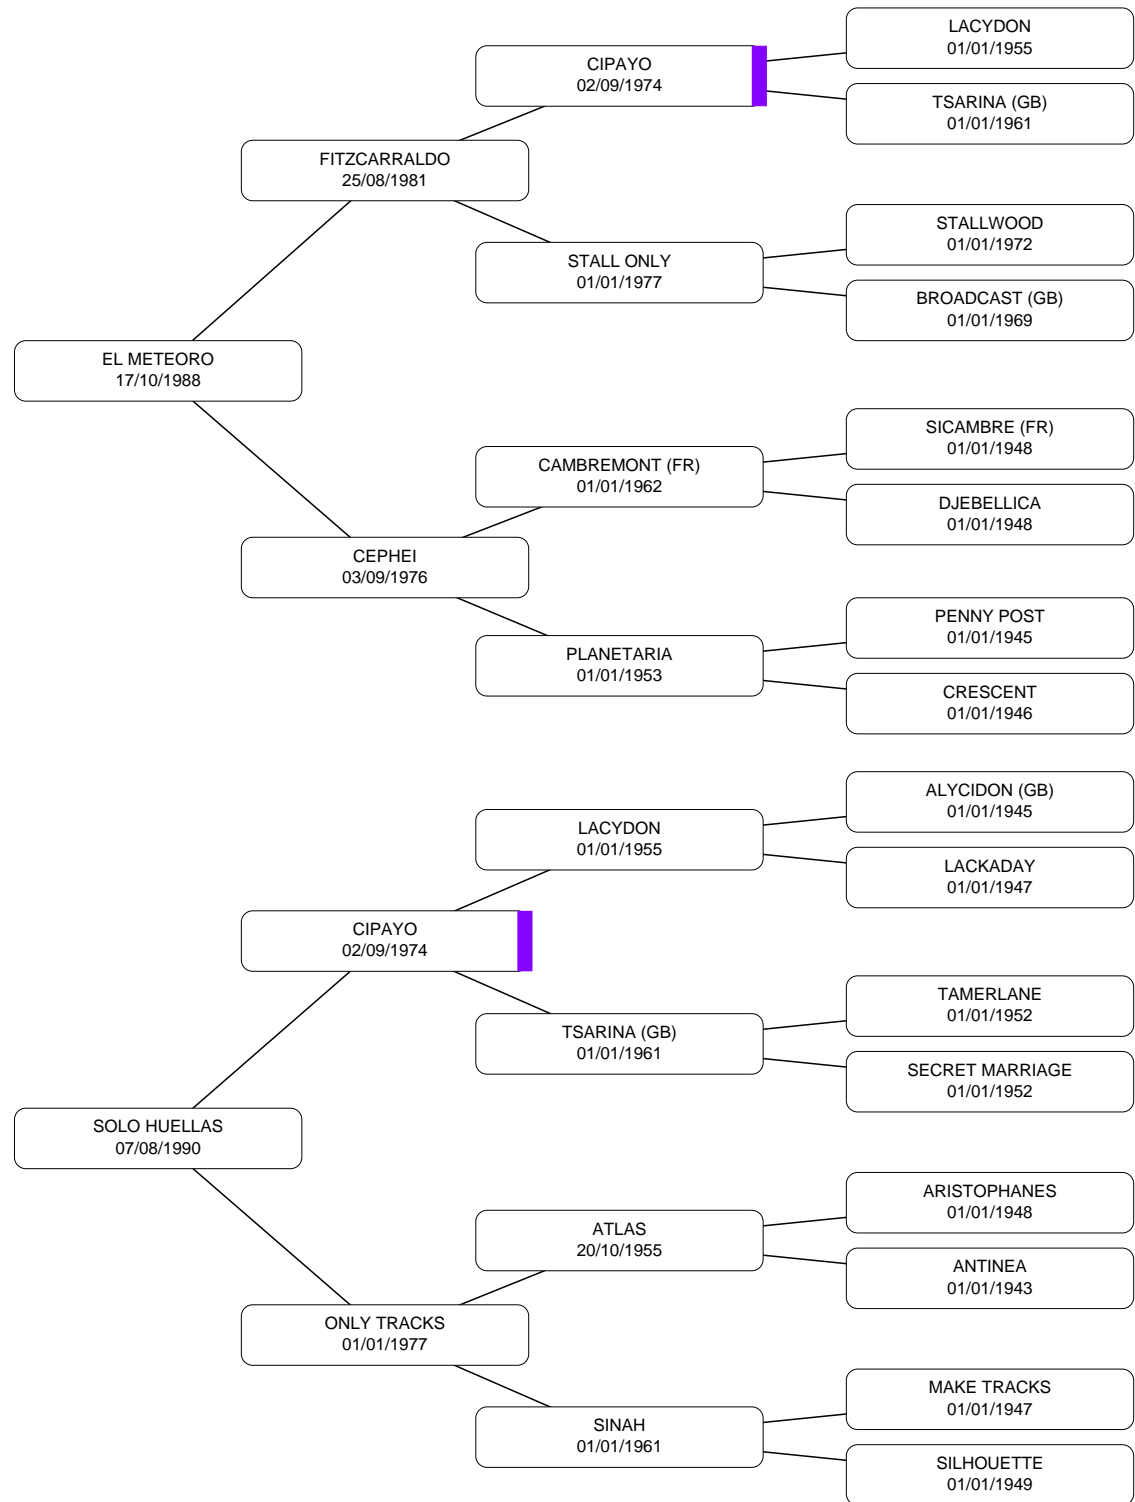 LACYDON
01/01/1955
CIPAYO
02/09/1974
TSARINA (GB)
01/01/1961
FITZCARRALDO
25/08/1981
STALLWOOD
01/01/1972
STALL ONLY
01/01/1977
BROADCAST (GB)
01/01/1969
EL METEORO
17/10/1988
SICAMBRE (FR)
01/01/1948
CAMBREMONT (FR)
01/01/1962
DJEBELLICA
01/01/1948
CEPHEI
03/09/1976
PENNY POST
01/01/1945
PLANETARIA
01/01/1953
CRESCENT
01/01/1946
ALYCIDON (GB)
01/01/1945
LACYDON
01/01/1955
LACKADAY
01/01/1947
CIPAYO
02/09/1974
TAMERLANE
01/01/1952
TSARINA (GB)
01/01/1961
SECRET MARRIAGE
01/01/1952
SOLO HUELLAS
07/08/1990
ARISTOPHANES
01/01/1948
ATLAS
20/10/1955
ANTINEA
01/01/1943
ONLY TRACKS
01/01/1977
MAKE TRACKS
01/01/1947
SINAH
01/01/1961
SILHOUETTE
01/01/1949